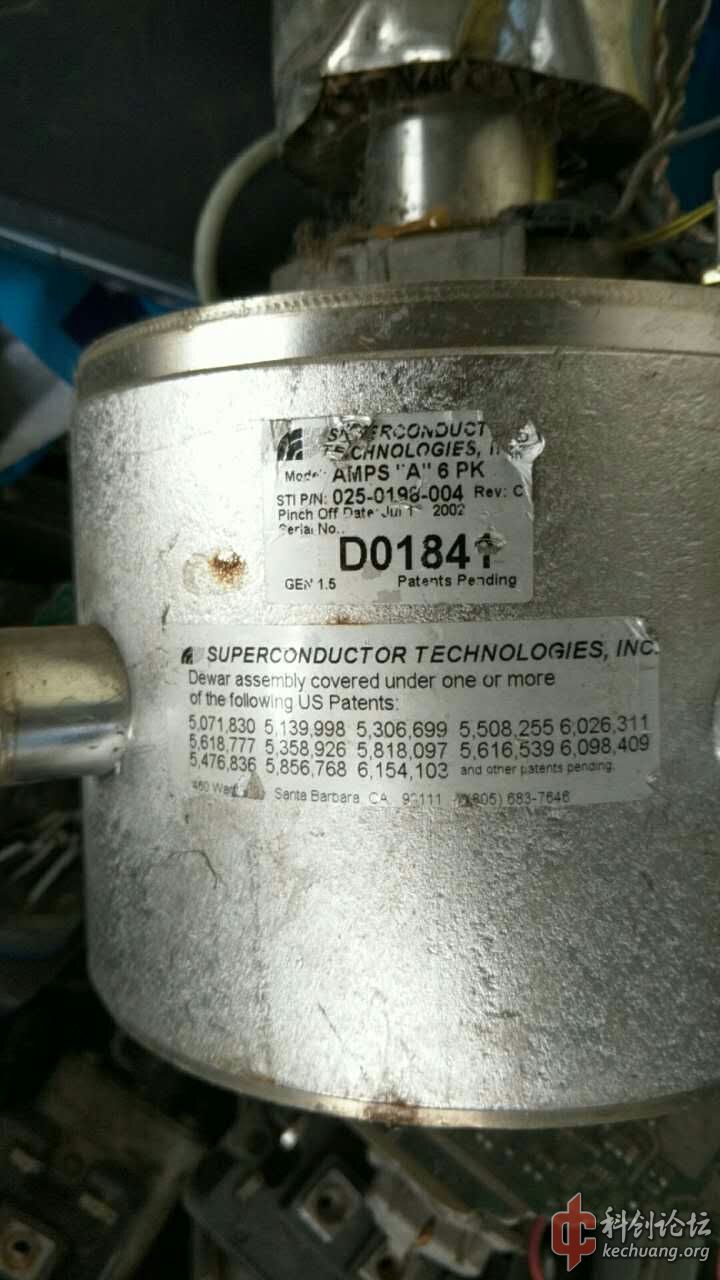 TECHNOLOGIES,
AMPS "A" 6 PK
STI P/N: 025-0198-004 Rev: C
Pinch Off Date: Jul 2002
Serial No.:
D01841
GEN 1.5 Patents Pending
SUPERCONDUCTOR TECHNOLOGIES, INC.
Dewar assembly covered under one or more
of the following US Patents:
5,071,830 5,139,998 5,306,699 5,508,255 6,026,311
5,618,777 5,358,926 5,818,097 5,616,539 6,098,409
5,476,836 5,856,768 6,154,103 and other patents pending.
Santa Barbara, CA (805) 683-7646
科创论坛
kechuang.org